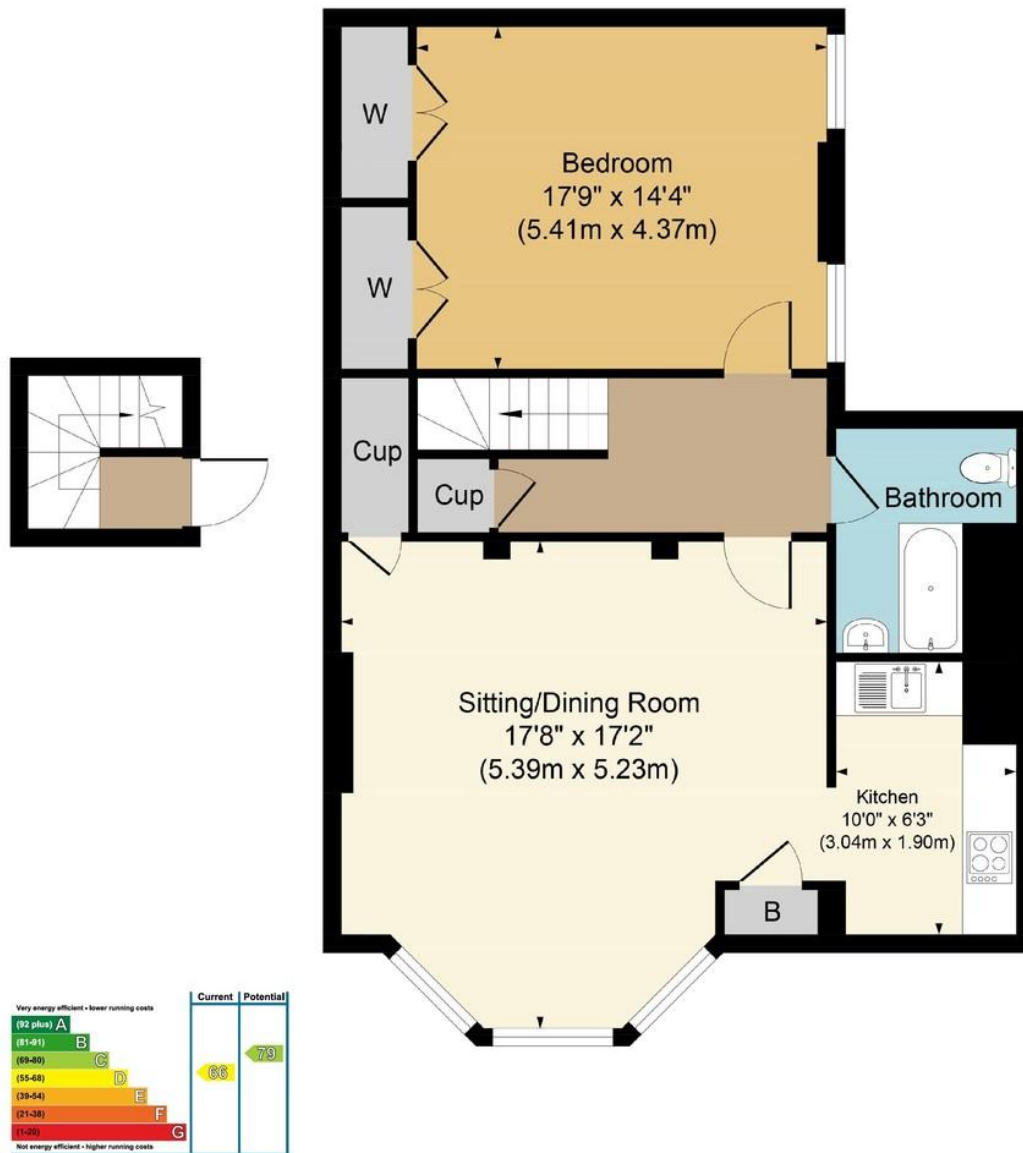 W
Bedroom
17'9" x 14'4"
(5.41m x 4.37m)
W
Cup
Cup
Bathroom
Sitting/Dining Room
17'8" x 17'2"
(5.39m x 5.23m)
Kitchen
10'0" x 6'3"
(3.04m x 1.90m)
B
Current Potential
Very energy efficient - lower running costs
(92 plus) A
(81-91) B
(69-80) C
(55-68) D
(39-54) E
(21-38) F
(1-20) G
66
79
Not energy efficient - higher running costs